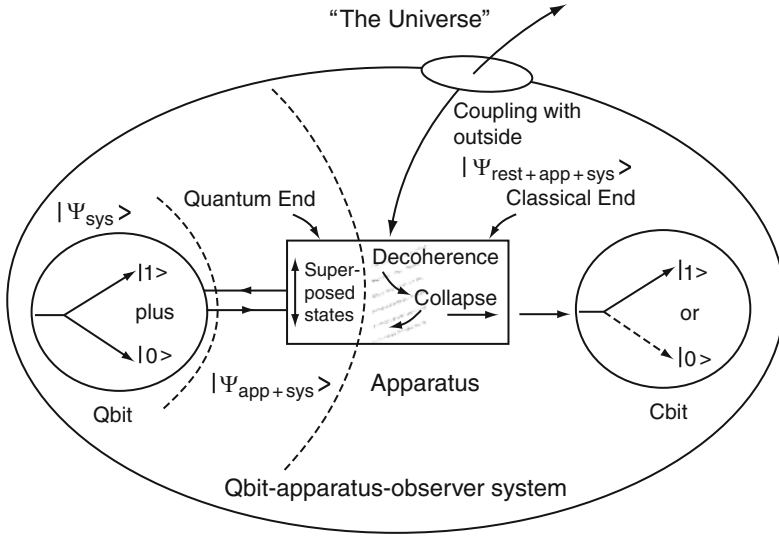 “The Universe”
Coupling with
outside
|Ψrest + app + sys>
Quantum End
Classical End
|Ψsys>
|1>
plus
|0>
Qbit
Super-
posed
states
Decoherence
Collapse
|Ψapp + sys>
Apparatus
|1>
or
|0>
Cbit
Qbit-apparatus-observer system